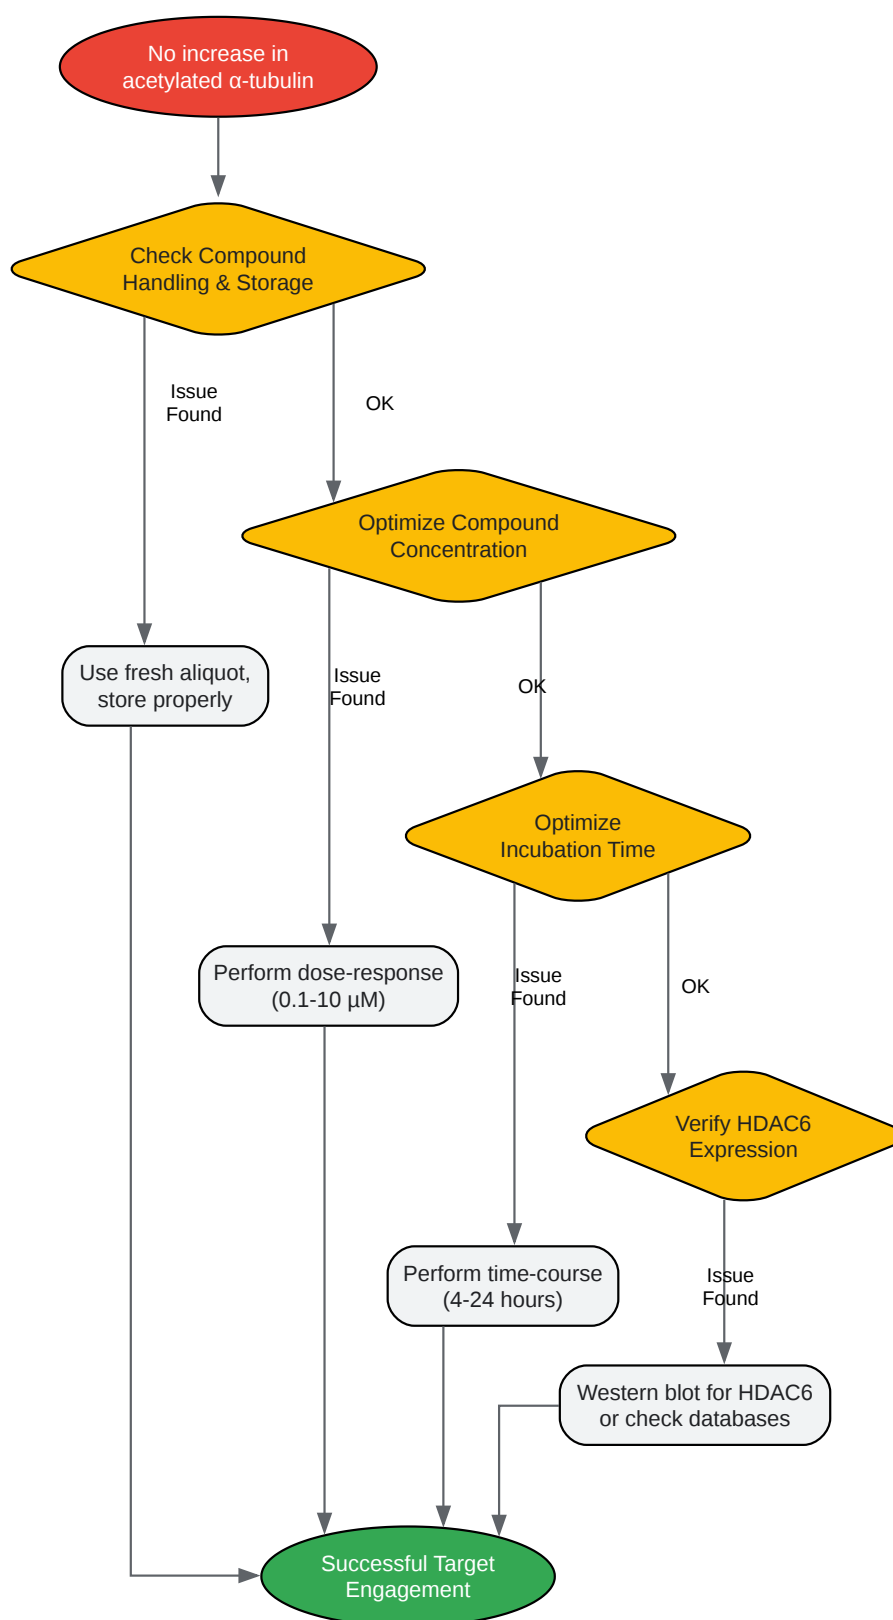 No increase in
acetylated α-tubulin
Check Compound
Handling & Storage
Issue
Found
OK
Optimize Compound
Concentration
Use fresh aliquot,
store properly
Issue
Found
OK
Optimize
Incubation Time
Perform dose-response
(0.1-10 µM)
Issue
Found
OK
Verify HDAC6
Expression
Perform time-course
(4-24 hours)
Issue
Found
Western blot for HDAC6
or check databases
Successful Target
Engagement